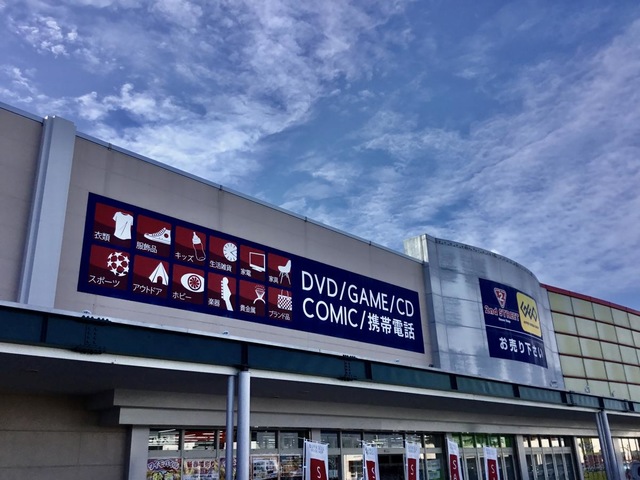 衣類
服飾品
キッズ
生活雑貨
家電
家具
スポーツ
アウトドア
ホビー
楽器
貴金属
ブランド品
DVD/GAME/CD
COMIC/携帯電話
2
2nd STREET
GEO
お売り下さい
S
S
S
S
S